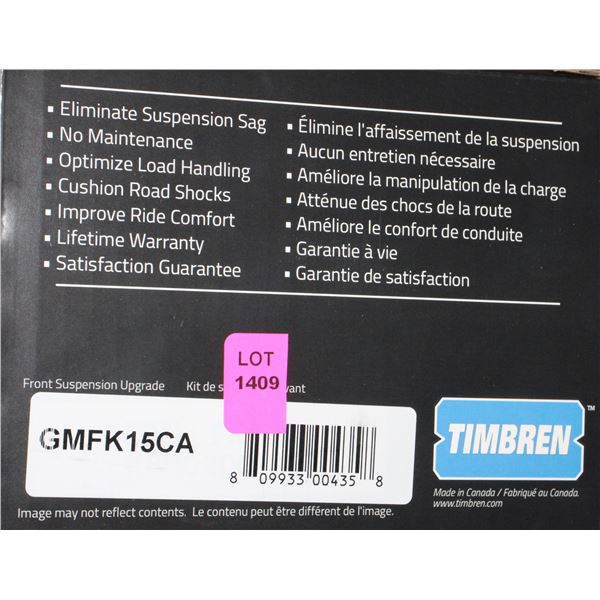 ▪ Eliminate Suspension Sag
▪ No Maintenance
▪ Optimize Load Handling
▪ Cushion Road Shocks
▪ Improve Ride Comfort
▪ Lifetime Warranty
▪ Satisfaction Guarantee
▪ Élimine l'affaissement de la suspension
▪ Aucun entretien nécessaire
▪ Améliore la manipulation de la charge
▪ Atténue des chocs de la route
▪ Améliore le confort de conduite
▪ Garantie à vie
▪ Garantie de satisfaction
LOT
1409
Front Suspension Upgrade Kit de s vant
GMFK15CA
8 09933 00435 8
TIMBREN™
Made in Canada / Fabriqué au Canada.
www.timbren.com
Image may not reflect contents. Le contenu peut être différent de l'image.